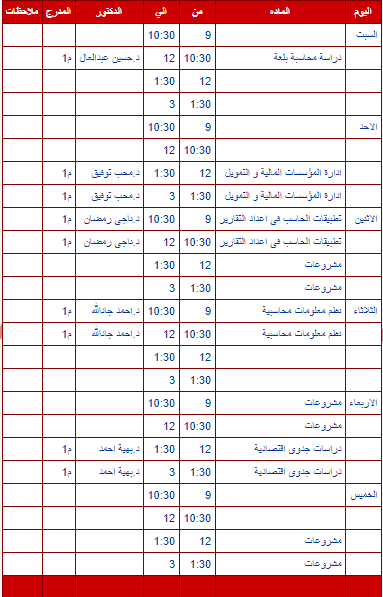 اليوم الماده من الي الدكتور المدرج ملاحظات
السبت 9 10:30
دراسة محاسبة بلغة 10:30 12 د.حسين عبدالعال م1
12 1:30
1:30 3
الاحد 9 10:30
10:30 12
ادارة المؤسسات المالية و التمويل 12 1:30 د.محب توفيق م1
ادارة المؤسسات المالية و التمويل 1:30 3 د.محب توفيق م1
الاثنين تطبيقات الحاسب فى اعداد التقارير 9 10:30 د.ناجى رمضان م1
تطبيقات الحاسب فى اعداد التقارير 10:30 12 د.ناجى رمضان م1
مشروعات 12 1:30
مشروعات 1:30 3
الثلاثاء نظم معلومات محاسبية 9 10:30 د.احمد جادالله م1
نظم معلومات محاسبية 10:30 12 د.احمد جادالله م1
12 1:30
1:30 3
الاربعاء مشروعات 9 10:30
مشروعات 10:30 12
دراسات جدوى اقتصادية 12 1:30 د.بهية احمد م1
دراسات جدوى اقتصادية 1:30 3 د.بهية احمد م1
الخميس 9 10:30
10:30 12
مشروعات 12 1:30
مشروعات 1:30 3